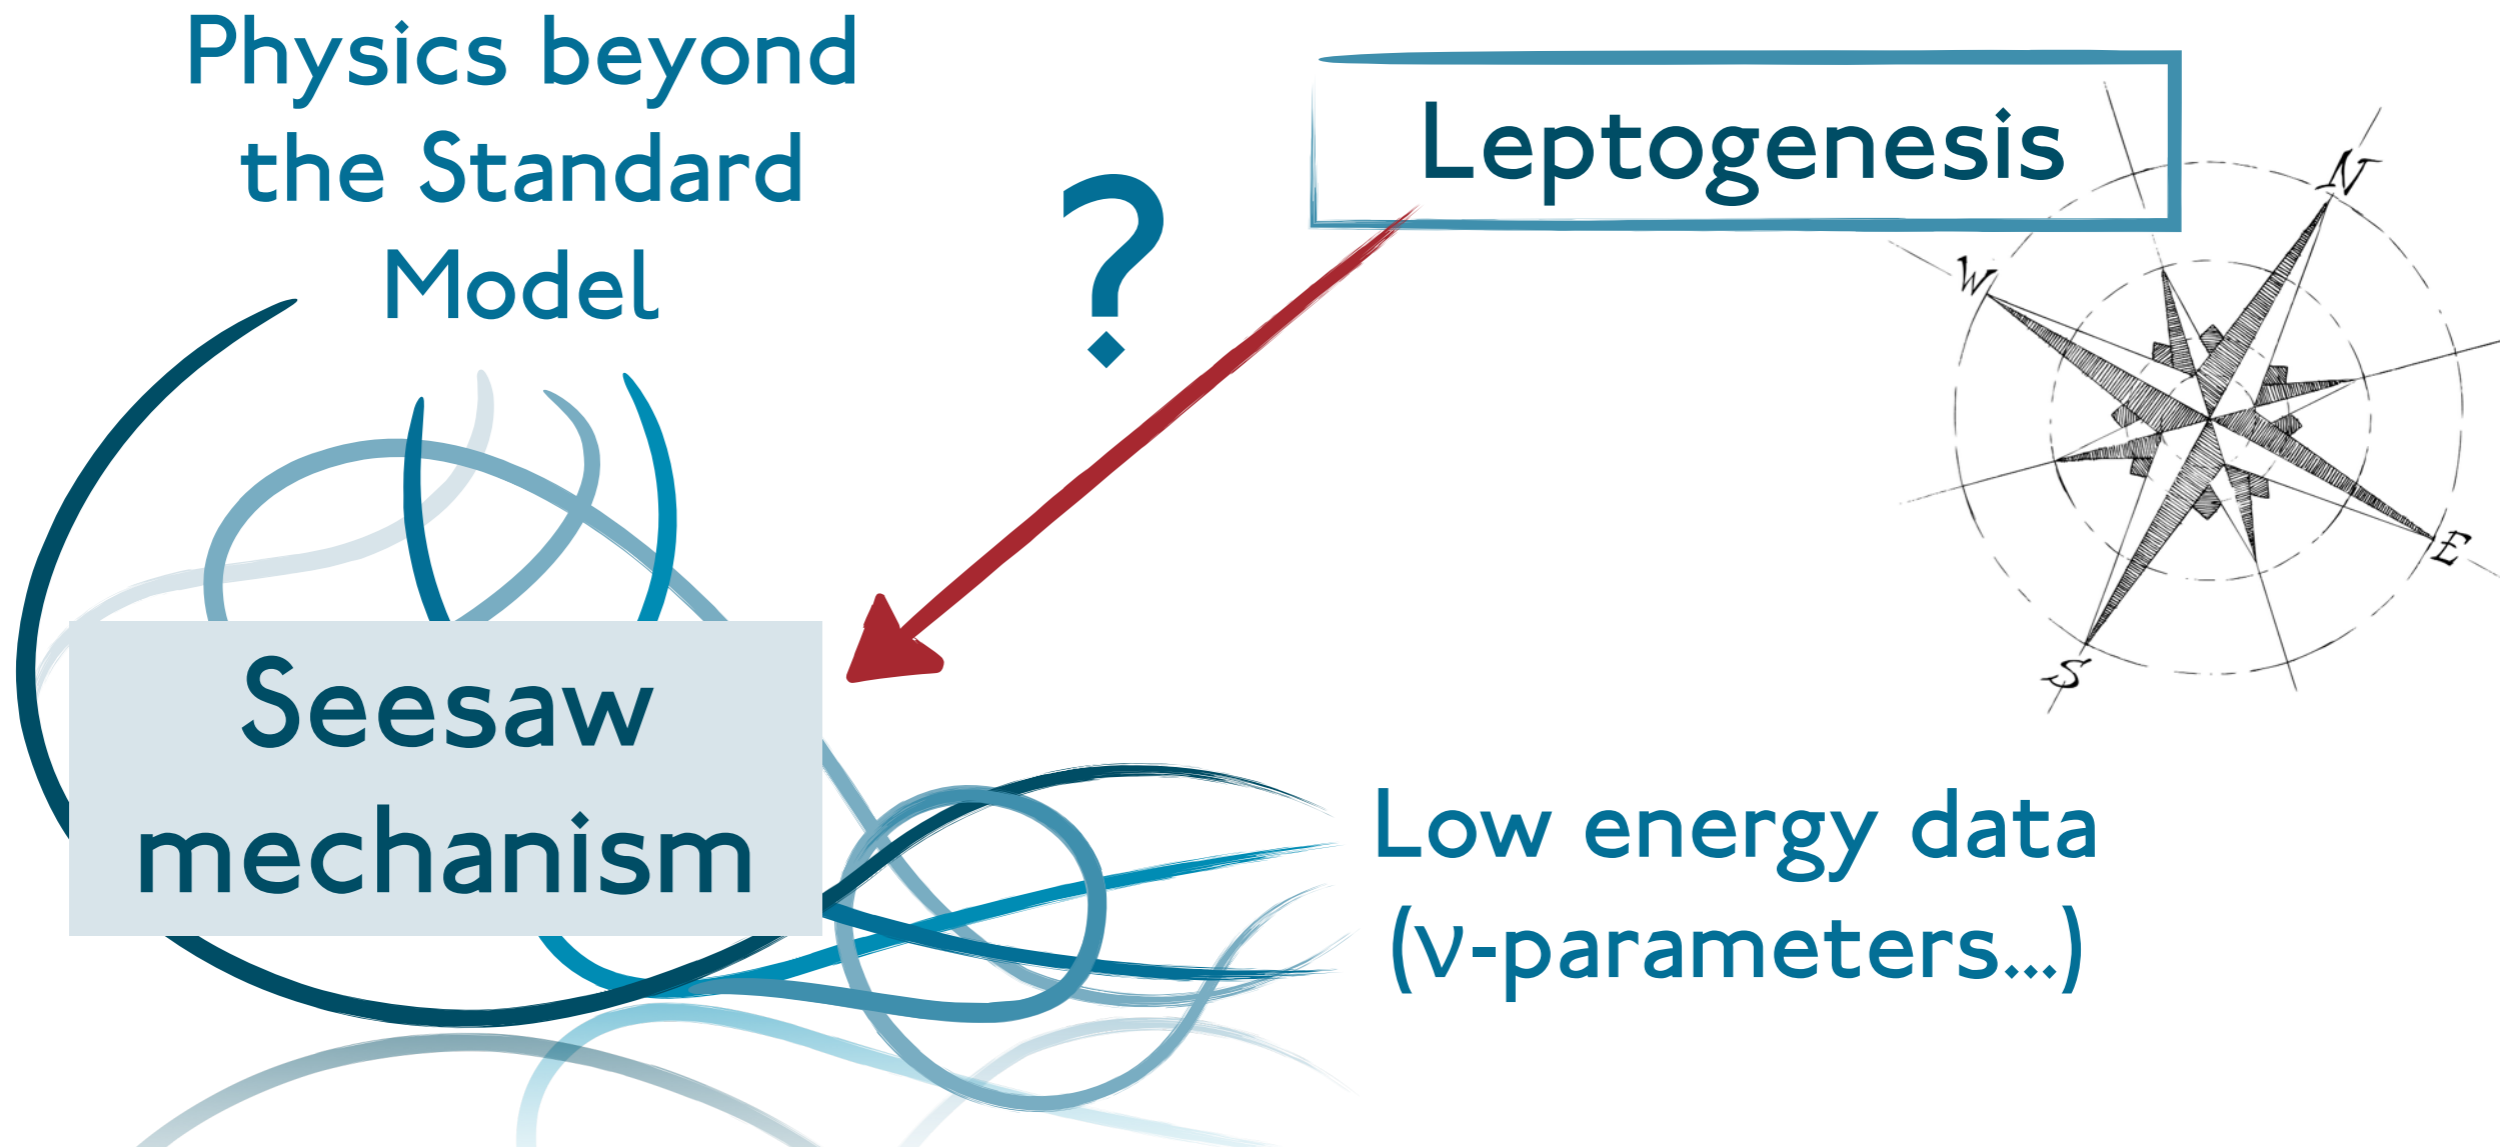 Physics beyond
the Standard
Model
?
Leptogenesis
N
W
E
S
Seesaw
mechanism
Low energy data
(ν-parameters...)